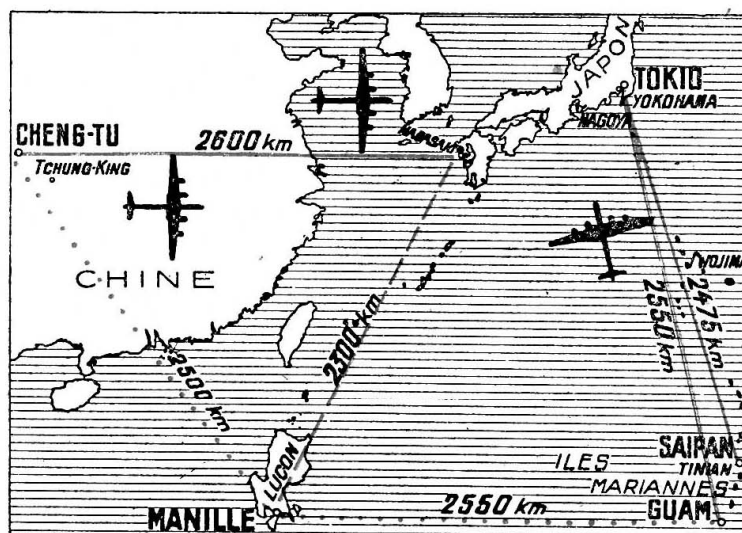 JAPON
TOKIO
YOKOHAMA
NAGOYA
CHENG-TU
2600 km
NAGASAKI
TCHUNG-KING
CHINE
JWOJIMA
2475 km
2550 km
2300 km
2500 km
LUÇON
SAIPAN
TINIAN
ILES
MARIANNES
GUAM
MANILLE
2550 km